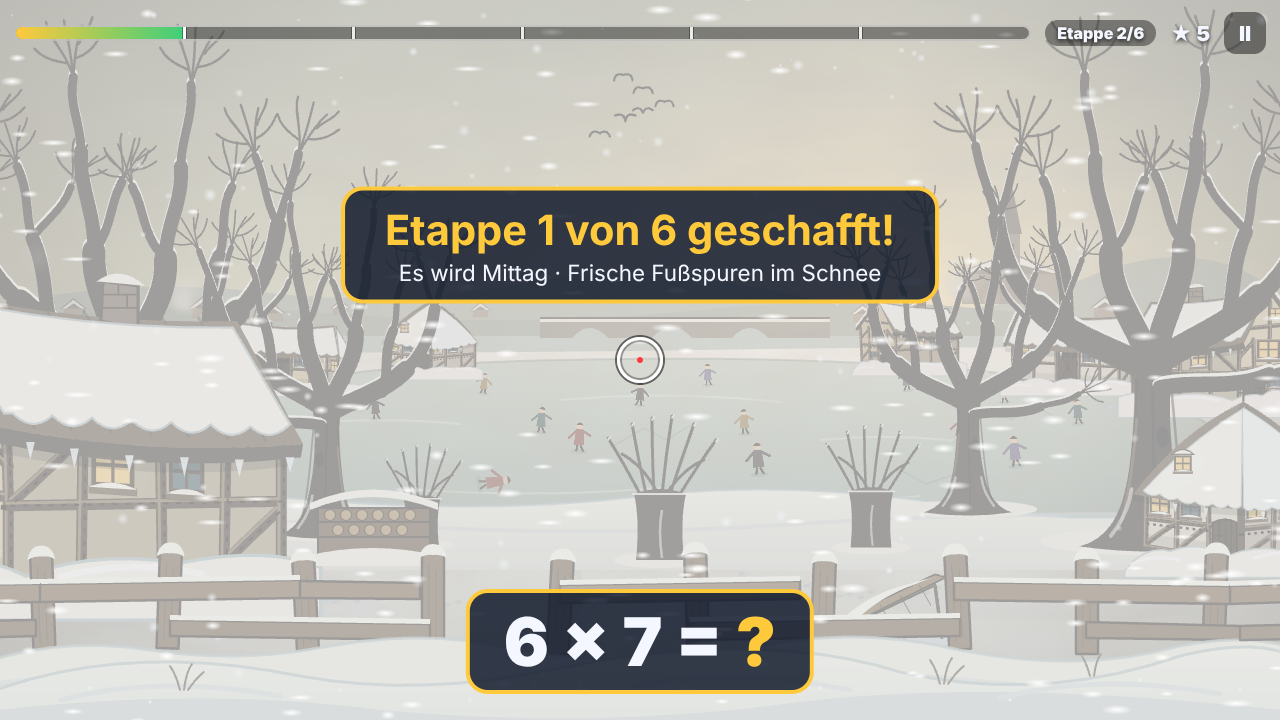 Etappe 2/6 ★ 5
Etappe 1 von 6 geschafft!
Es wird Mittag · Frische Fußspuren im Schnee
6 × 7 = ?